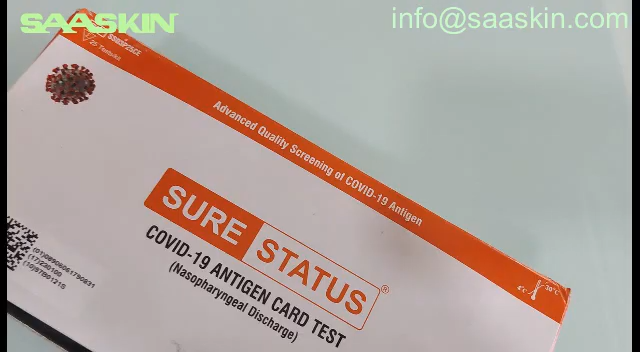 SAASKIN
info@saaskin.com
25 Tests/kit
Advanced Quality Screening of COVID-19 Antigen
SURE STATUS®
COVID-19 ANTIGEN CARD TEST
(Nasopharyngeal Discharge)
4°C 30°C